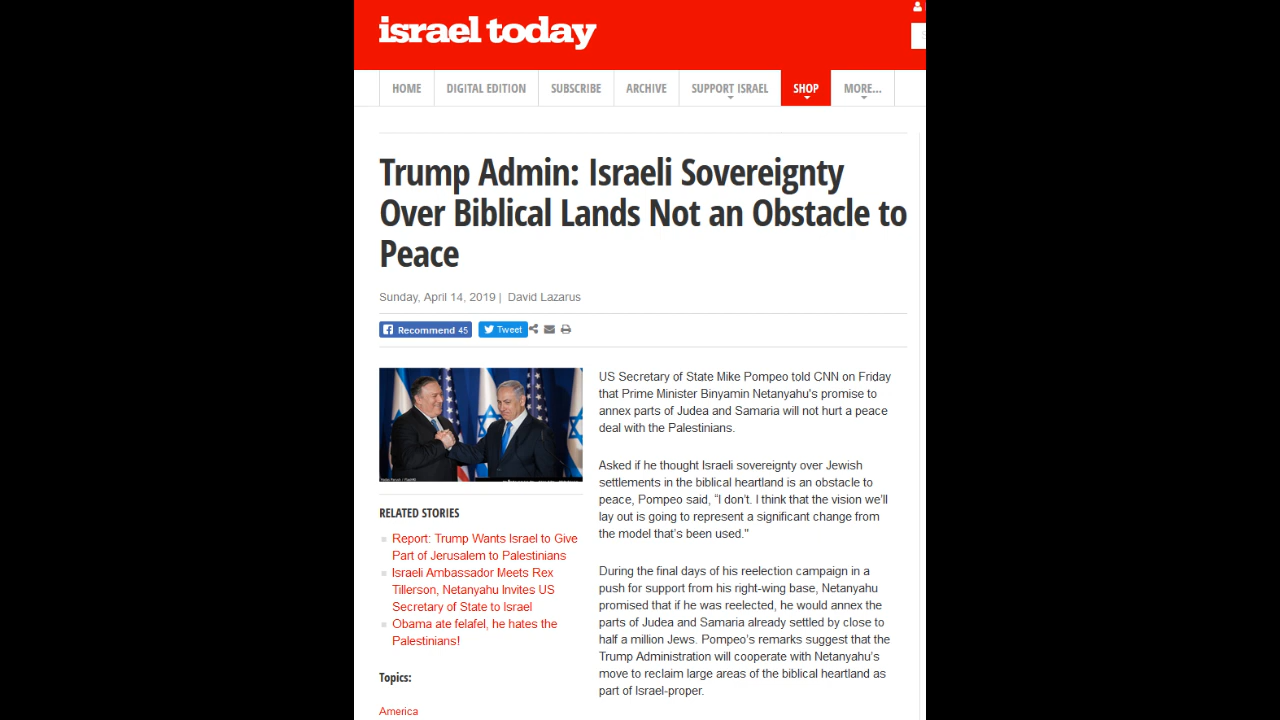 israel today
HOME
DIGITAL EDITION
SUBSCRIBE
ARCHIVE
SUPPORT ISRAEL
SHOP
MORE...
Trump Admin: Israeli Sovereignty
Over Biblical Lands Not an Obstacle to
Peace
Sunday, April 14, 2019 | David Lazarus
Recommend 45
Tweet
US Secretary of State Mike Pompeo told CNN on Friday
that Prime Minister Binyamin Netanyahu's promise to
annex parts of Judea and Samaria will not hurt a peace
deal with the Palestinians.
Asked if he thought Israeli sovereignty over Jewish
settlements in the biblical heartland is an obstacle to
peace, Pompeo said, “I don’t. I think that the vision we’ll
lay out is going to represent a significant change from
the model that’s been used.”
During the final days of his reelection campaign in a
push for support from his right-wing base, Netanyahu
promised that if he was reelected, he would annex the
parts of Judea and Samaria already settled by close to
half a million Jews. Pompeo’s remarks suggest that the
Trump Administration will cooperate with Netanyahu’s
move to reclaim large areas of the biblical heartland as
part of Israel-proper.
RELATED STORIES
Report: Trump Wants Israel to Give
Part of Jerusalem to Palestinians
Israeli Ambassador Meets Rex
Tillerson, Netanyahu Invites US
Secretary of State to Israel
Obama ate felafel, he hates the
Palestinians!
Topics:
America